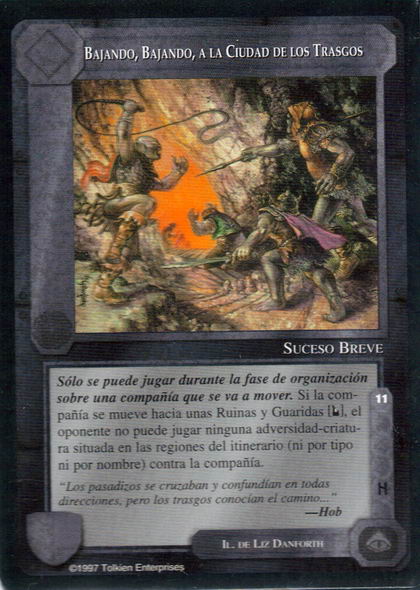 Bajando, Bajando, a la Ciudad de los Trasgos
Suceso Breve
Sólo se puede jugar durante la fase de organización
sobre una compañía que se va a mover. Si la com-
pañía se mueve hacia unas Ruinas y Guaridas [], el
oponente no puede jugar ninguna adversidad-criatu-
ra situada en las regiones del itinerario (ni por tipo
ni por nombre) contra la compañía.
11
"Los pasadizos se cruzaban y confundían en todas
direcciones, pero los trasgos conocían el camino..."
—Hob
H
Il. de Liz Danforth
©1997 Tolkien Enterprises